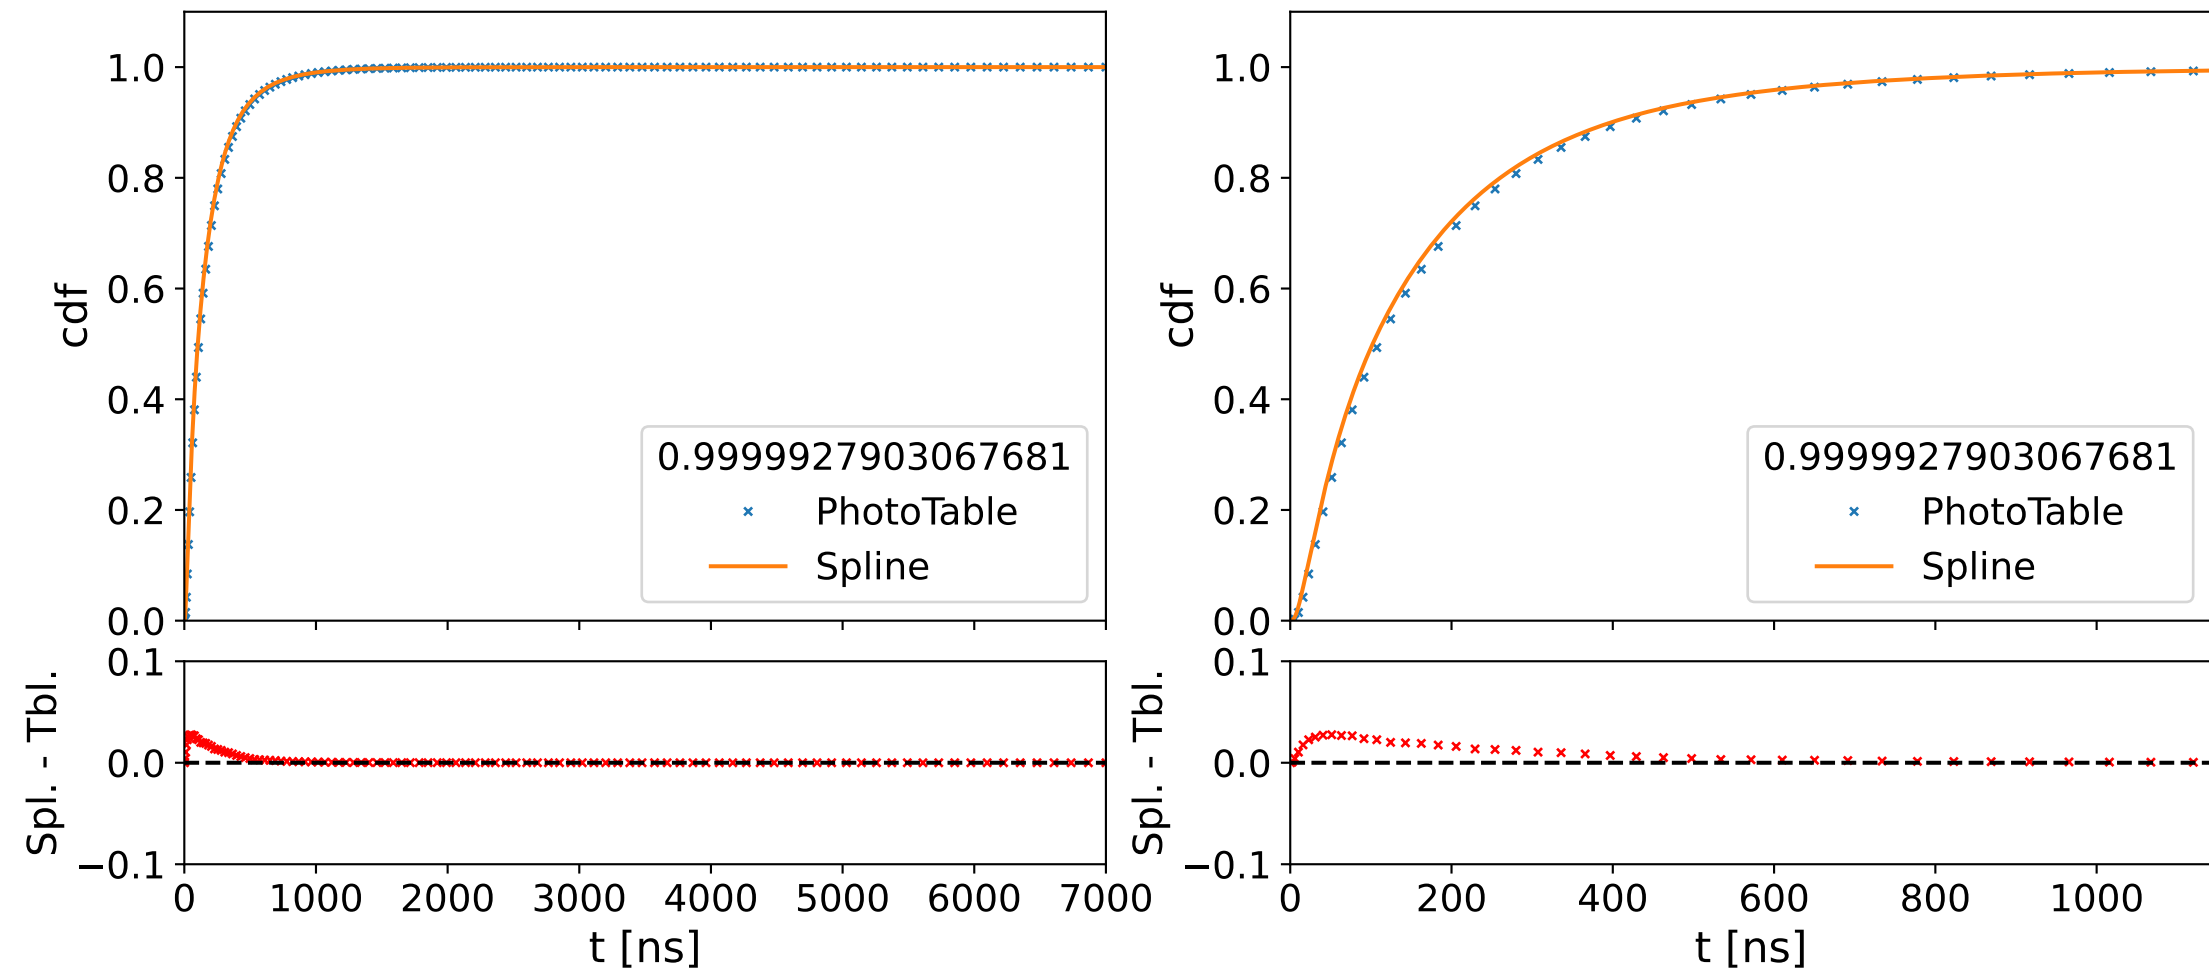 cdf
1.0
0.8
0.6
0.4
0.2
0.0
0.9999927903067681
PhotoTable
Spline
Spl. - Tbl.
0.1
0.0
−0.1
0 1000 2000 3000 4000 5000 6000 7000
t [ns]
cdf
1.0
0.8
0.6
0.4
0.2
0.0
0.9999927903067681
PhotoTable
Spline
Spl. - Tbl.
0.1
0.0
−0.1
0 200 400 600 800 1000
t [ns]